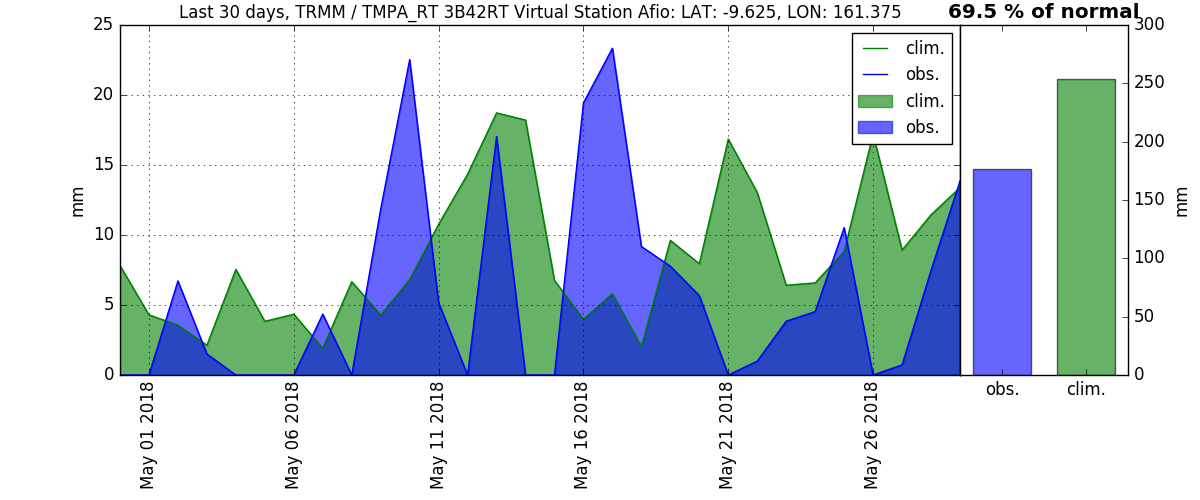 Last 30 days, TRMM / TMPA_RT 3B42RT Virtual Station Afio: LAT: -9.625, LON: 161.375
69.5 % of normal
25
20
15
10
5
0
mm
clim.
obs.
clim.
obs.
300
250
200
150
100
50
0
mm
May 01 2018
May 06 2018
May 11 2018
May 16 2018
May 21 2018
May 26 2018
obs.
clim.